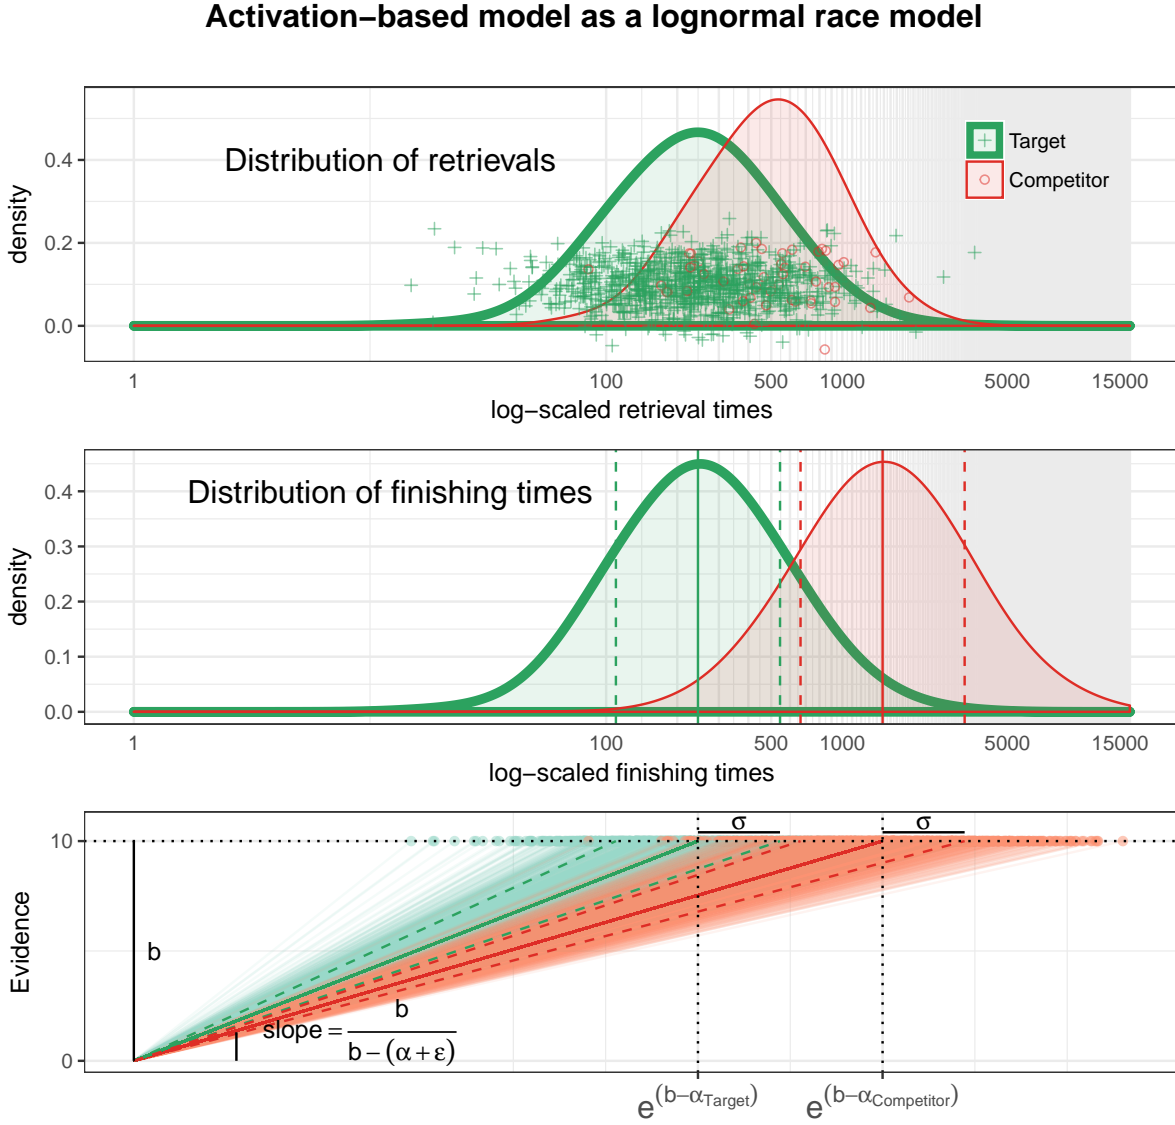 Activation−based model as a lognormal race model
Distribution of retrievals
Target
Competitor
density
0.4
0.2
0.0
1 100 500 1000 5000 15000
log−scaled retrieval times
Distribution of finishing times
density
0.4
0.3
0.2
0.1
0.0
1 100 500 1000 5000 15000
log−scaled finishing times
σ σ
Evidence
10
b
b
slope = 
b − (α + ε)
0
e(b−αTarget) e(b−αCompetitor)